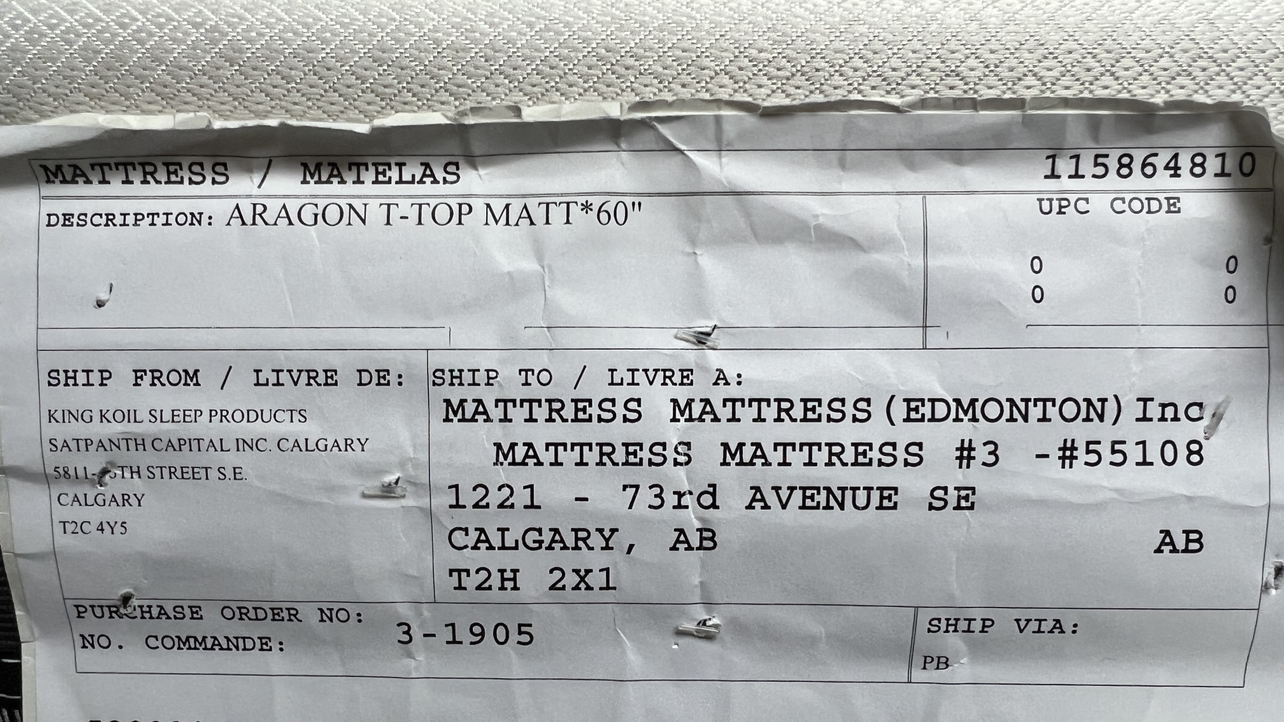 MATTRESS / MATELAS
115864810
DESCRIPTION: ARAGON T-TOP MATT*60"
UPC CODE
0 0
0 0
SHIP FROM / LIVRE DE:
KING KOIL SLEEP PRODUCTS
SATPANTH CAPITAL INC. CALGARY
5811- STREET S.E.
CALGARY
T2C 4Y5
SHIP TO / LIVRE A:
MATTRESS MATTRESS(EDMONTON)Inc
MATTRESS MATTRESS #3 -#55108
1221 - 73rd AVENUE SE
CALGARY, AB AB
T2H 2X1
PURCHASE ORDER NO:
NO. COMMANDE: 3-1905
SHIP VIA:
PB